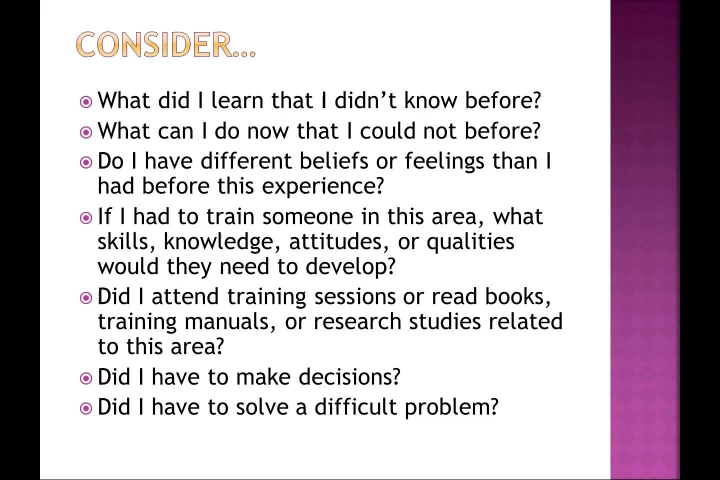 CONSIDER…
What did I learn that I didn’t know before?
What can I do now that I could not before?
Do I have different beliefs or feelings than I
had before this experience?
If I had to train someone in this area, what
skills, knowledge, attitudes, or qualities
would they need to develop?
Did I attend training sessions or read books,
training manuals, or research studies related
to this area?
Did I have to make decisions?
Did I have to solve a difficult problem?